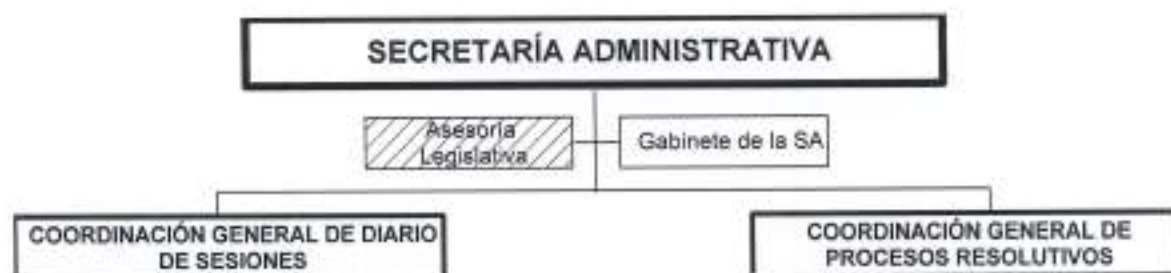 SECRETARÍA ADMINISTRATIVA
Asesoría
Legislativa
Gabinete de la SA
COORDINACIÓN GENERAL DE DIARIO
DE SESIONES
COORDINACIÓN GENERAL DE
PROCESOS RESOLUTIVOS